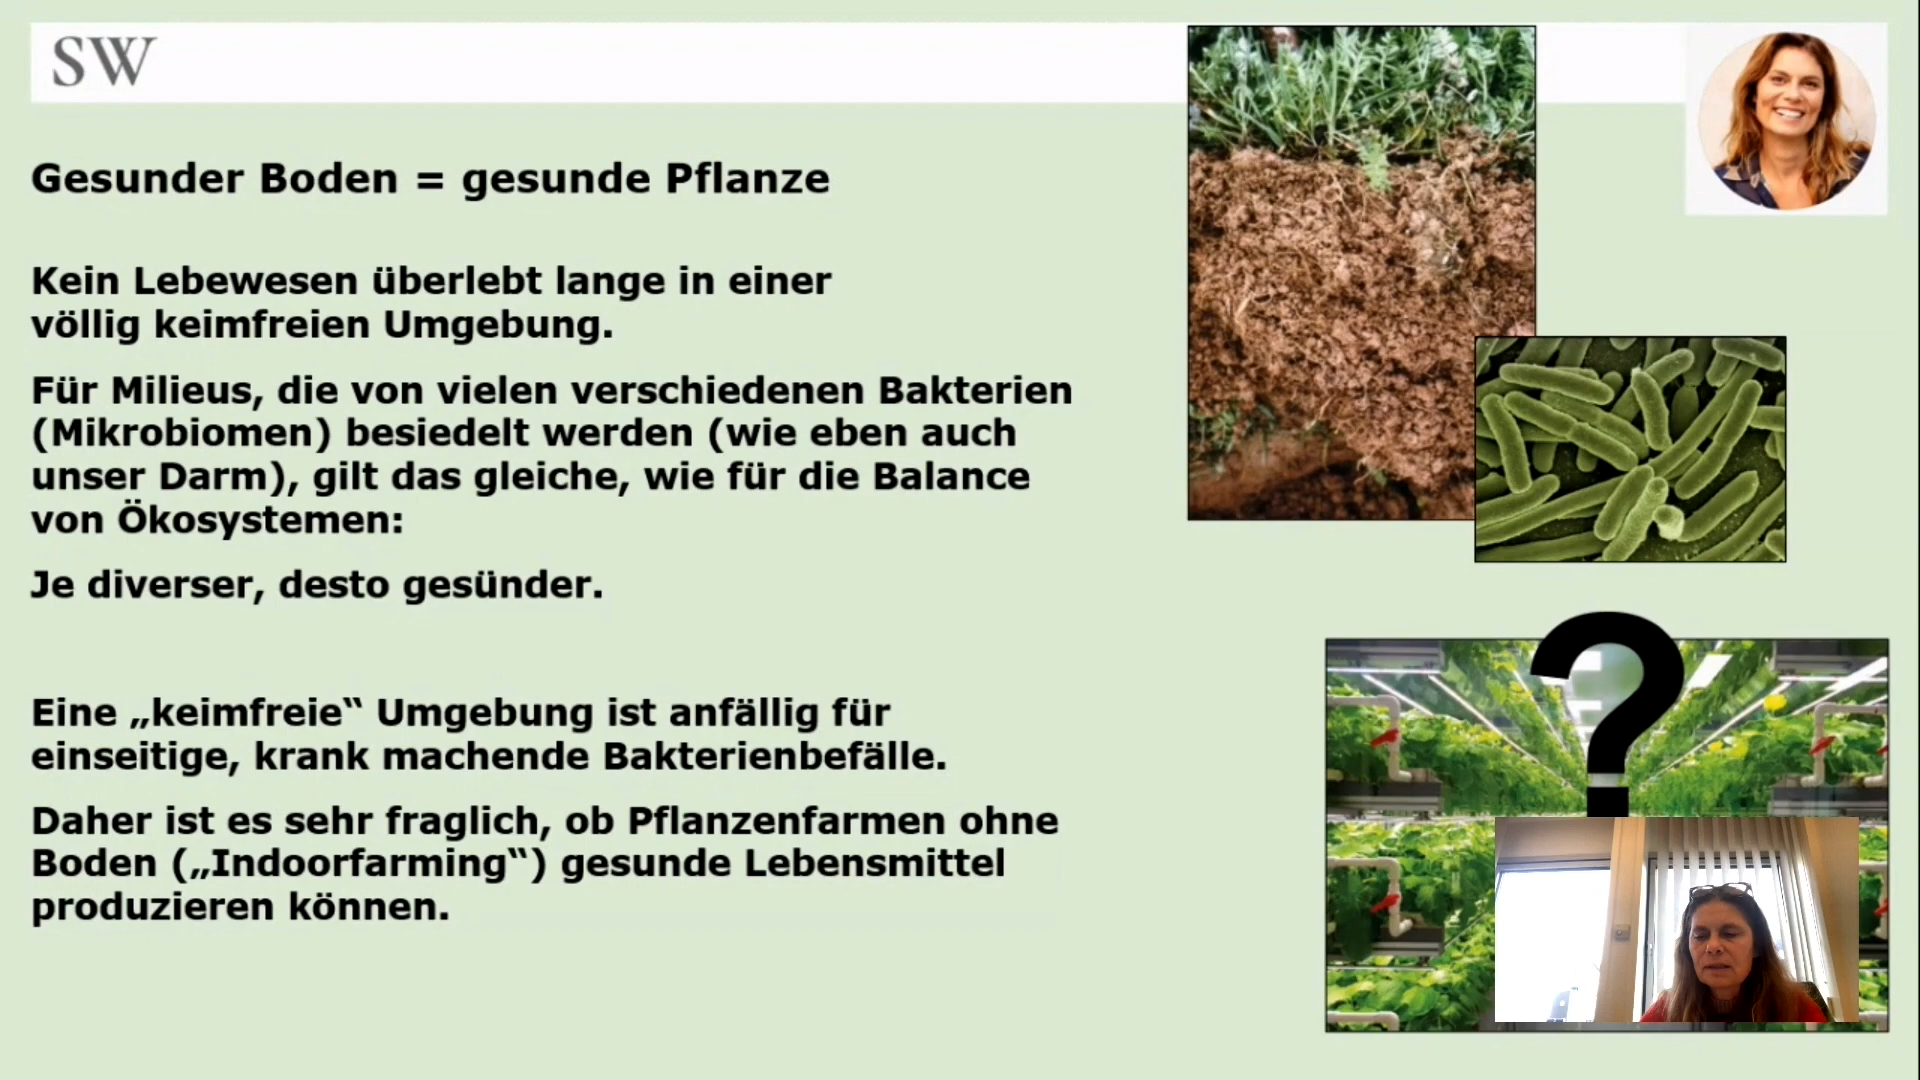 SW
Gesunder Boden = gesunde Pflanze
Kein Lebewesen überlebt lange in einer
völlig keimfreien Umgebung.
Für Milieus, die von vielen verschiedenen Bakterien
(Mikrobiomen) besiedelt werden (wie eben auch
unser Darm), gilt das gleiche, wie für die Balance
von Ökosystemen:
Je diverser, desto gesünder.
Eine „keimfreie“ Umgebung ist anfällig für
einseitige, krank machende Bakterienbefälle.
Daher ist es sehr fraglich, ob Pflanzenfarmen ohne
Boden („Indoorfarming“) gesunde Lebensmittel
produzieren können.
?